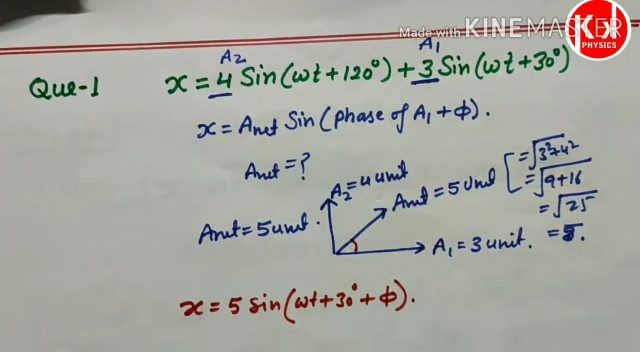 Made with KINEMASTER
KX
PHYSICS
A2 A1
Que-1 x = 4 Sin(ωt+120°) + 3 Sin(ωt+30°)
x = Anet Sin (phase of A1 + ϕ).
Anet = ?
= √3²+4²
= √9+16
= √25
= 5.
A2 = 4 unit
Anet = 5 Unit
Anet = 5 unit.
A1 = 3 unit.
x = 5 sin(ωt+30°+ϕ).